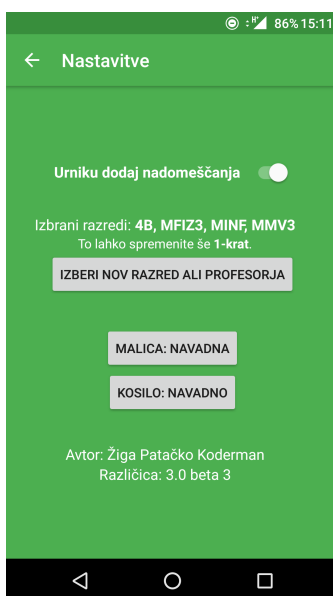 86% 15:11
Nastavitve
Urniku dodaj nadomeščanja
Izbrani razredi: 4B, MFIZ3, MINF, MMV3
To lahko spremenite še 1-krat.
IZBERI NOV RAZRED ALI PROFESORJA
MALICA: NAVADNA
KOSILO: NAVADNO
Avtor: Žiga Patačko Koderman
Različica: 3.0 beta 3